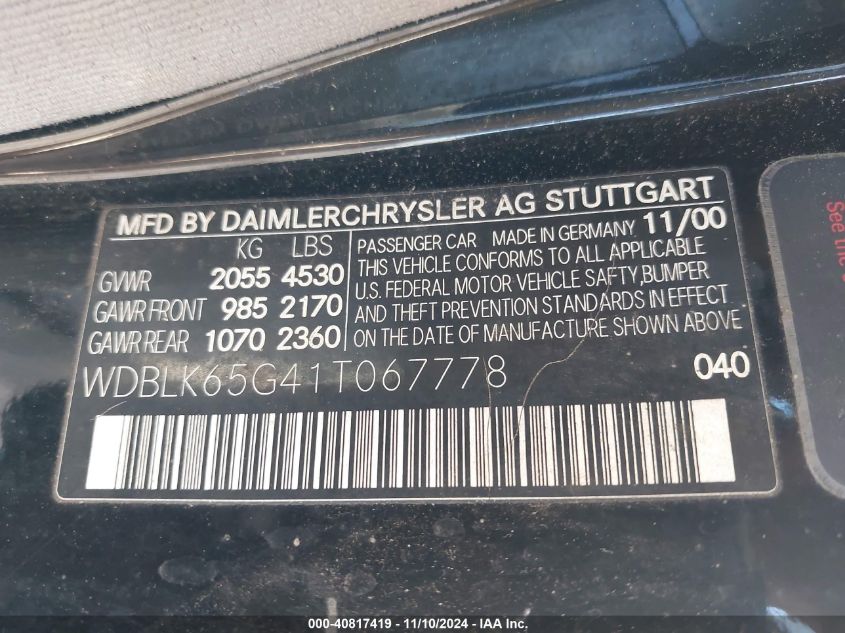 MFD BY DAIMLERCHRYSLER AG STUTTGART
KG LBS
GVWR 2055 4530
GAWR FRONT 985 2170
GAWR REAR 1070 2360
PASSENGER CAR MADE IN GERMANY 11/00
THIS VEHICLE CONFORMS TO ALL APPLICABLE
U.S. FEDERAL MOTOR VEHICLE SAFTY,BUMPER
AND THEFT PREVENTION STANDARDS IN EFFECT
ON THE DATE OF MANUFACTURE SHOWN ABOVE
WDBLK65G41T067778
040
See the
000-40817419 - 11/10/2024 - IAA Inc.